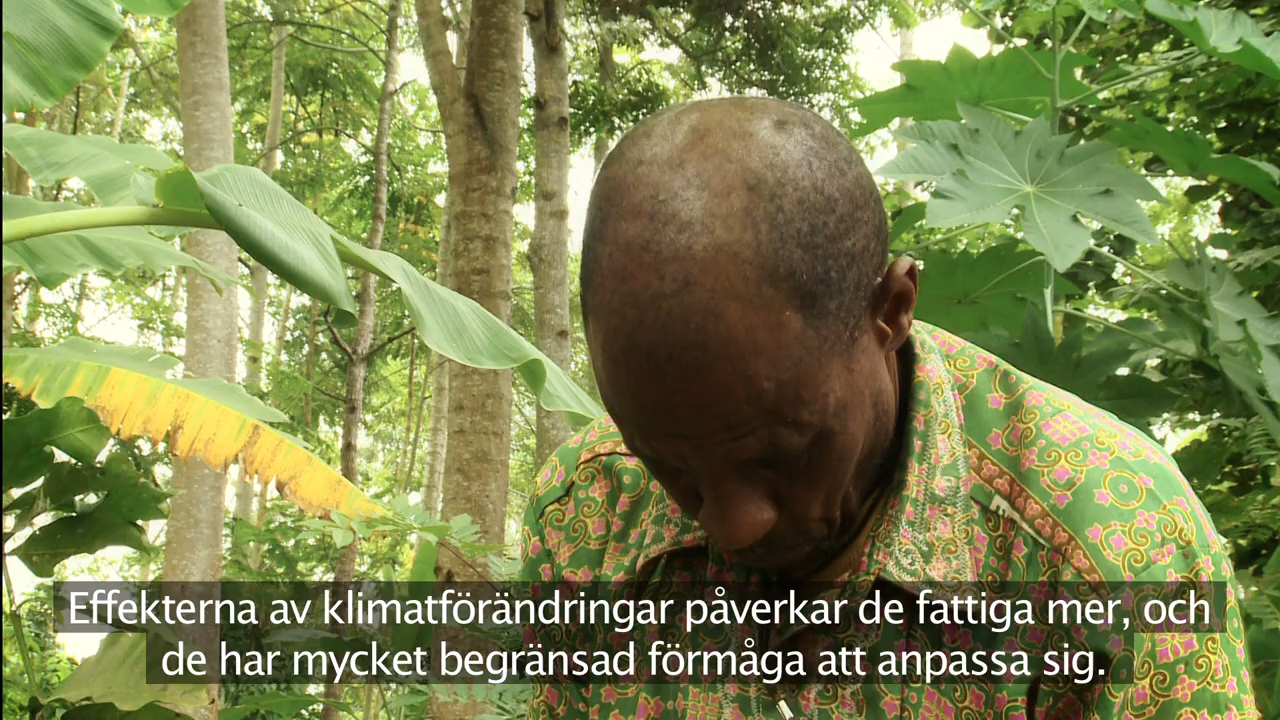 Effekterna av klimatförändringar påverkar de fattiga mer, och
de har mycket begränsad förmåga att anpassa sig.